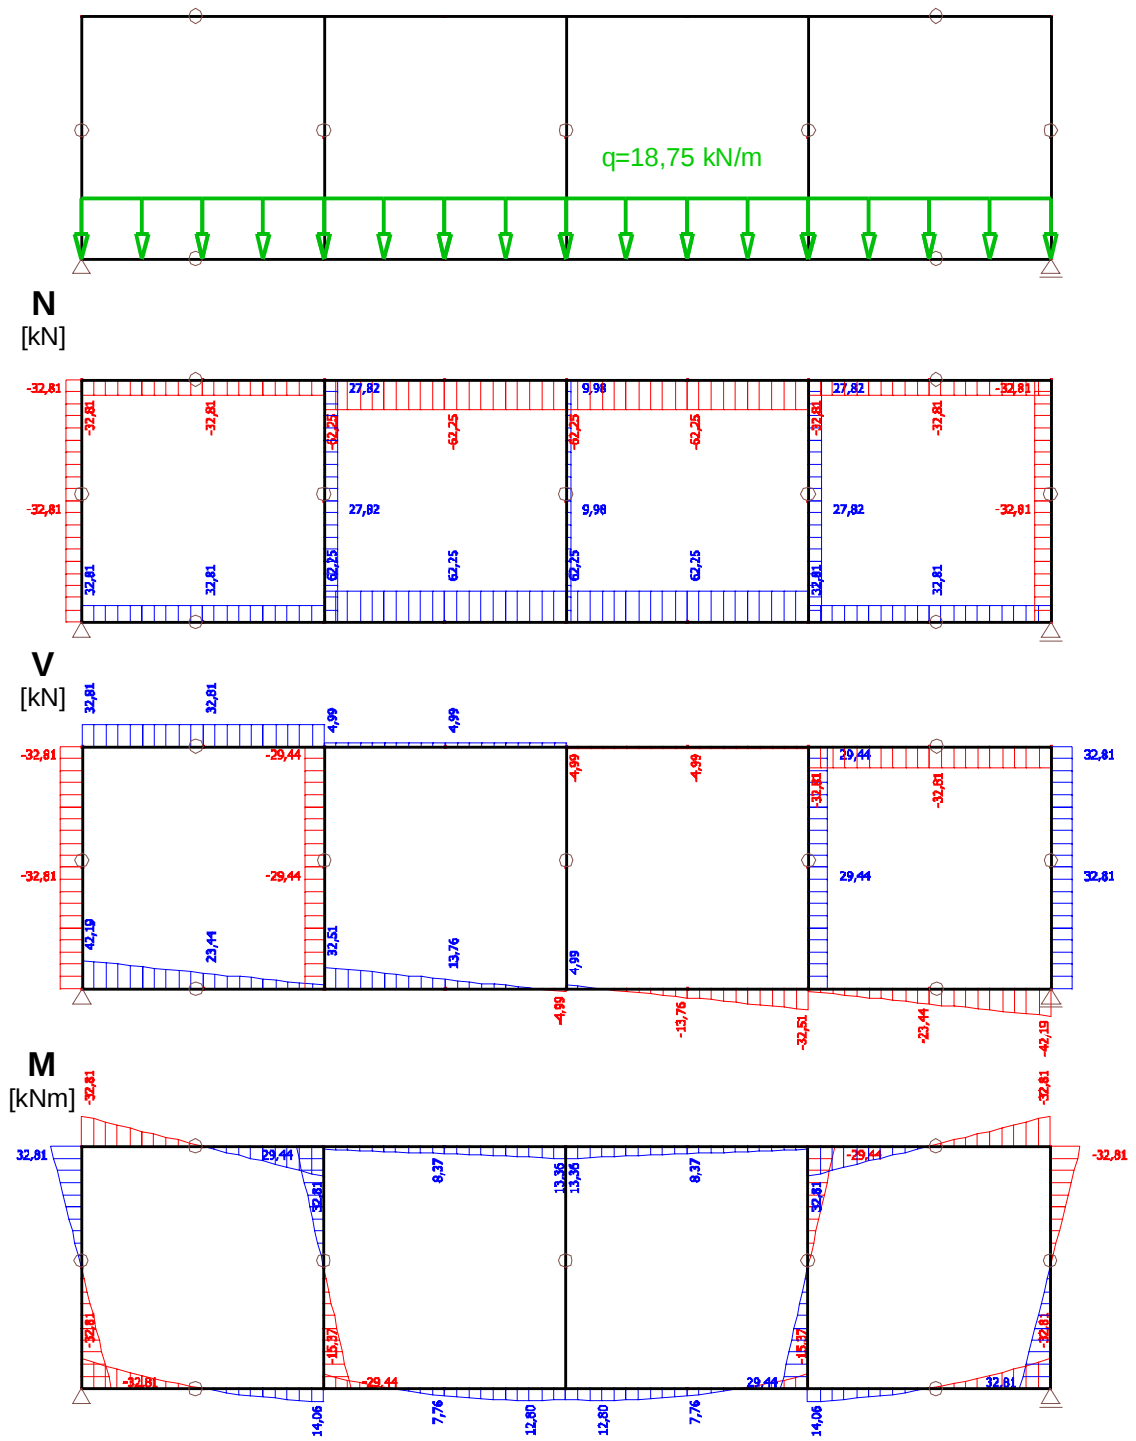 q=18,75 kN/m
N
[kN]
-32,81 27,82 9,98 27,82 -32,81
-32,81 -32,81 -62,25 -62,25 -62,25 -62,25 -32,81 -32,81
-32,81 27,82 9,98 27,82 -32,81
32,81 32,81 62,25 62,25 62,25 62,25 32,81 32,81
V
[kN]
32,81 32,81 4,99 4,99
-32,81 -29,44 29,44 32,81
-4,99 -4,99 -32,81 -32,81
-32,81 -29,44 29,44 32,81
42,19 23,44 32,51 13,76 4,99
-4,99 -13,76 -32,51 -23,44 -42,19
M
[kNm]
-32,81 -32,81
32,81 29,44 -29,44 -32,81
32,81 8,37 13,36 13,36 8,37 32,81
-32,81 -15,37 -15,37 -32,81
-32,81 -29,44 29,44 32,81
14,06 7,76 12,80 12,80 7,76 14,06